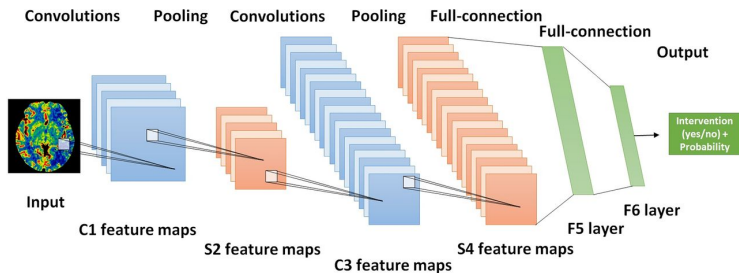 Convolutions Pooling Convolutions Pooling Full-connection
Full-connection
Output
Intervention
(yes/no) +
Probability
Input
F6 layer
F5 layer
C1 feature maps
S2 feature maps
S4 feature maps
C3 feature maps